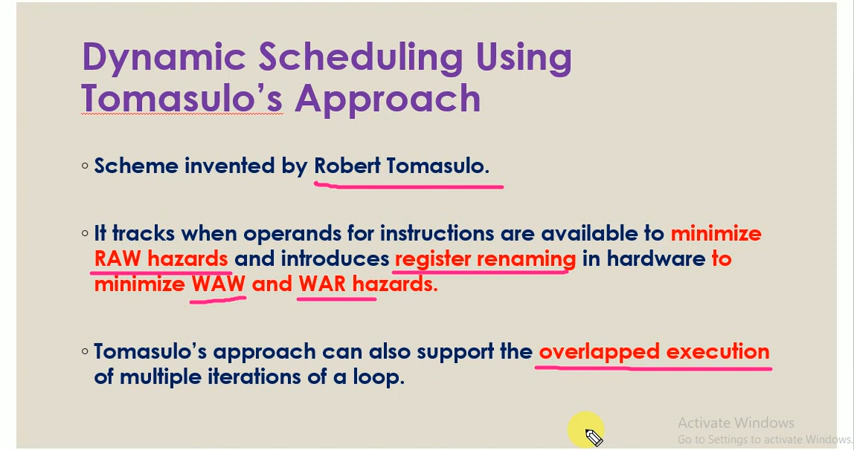 Dynamic Scheduling Using
Tomasulo's Approach
◦ Scheme invented by Robert Tomasulo.
◦ It tracks when operands for instructions are available to minimize
RAW hazards and introduces register renaming in hardware to
minimize WAW and WAR hazards.
◦ Tomasulo's approach can also support the overlapped execution
of multiple iterations of a loop.
Activate Windows
Go to Settings to activate Windows.